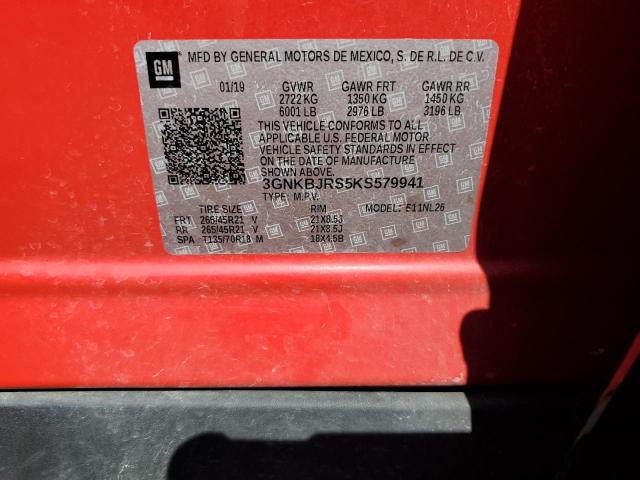 GM MFD BY GENERAL MOTORS DE MEXICO, S. DE R.L. DE C.V.
01/19 GVWR GAWR FRT GAWR RR
2722 KG 1350 KG 1450 KG
6001 LB 2976 LB 3196 LB
THIS VEHICLE CONFORMS TO ALL
APPLICABLE U.S. FEDERAL MOTOR
VEHICLE SAFETY STANDARDS IN EFFECT
ON THE DATE OF MANUFACTURE
SHOWN ABOVE.
3GNKBJRS5KS579941
TYPE: M.P.V. MODEL: E11NL26
TIRE SIZE RIM
FRT 265/45R21 V 21X8.5J
RR 265/45R21 V 21X8.5J
SPA T135/70R18 M 18X4.5B